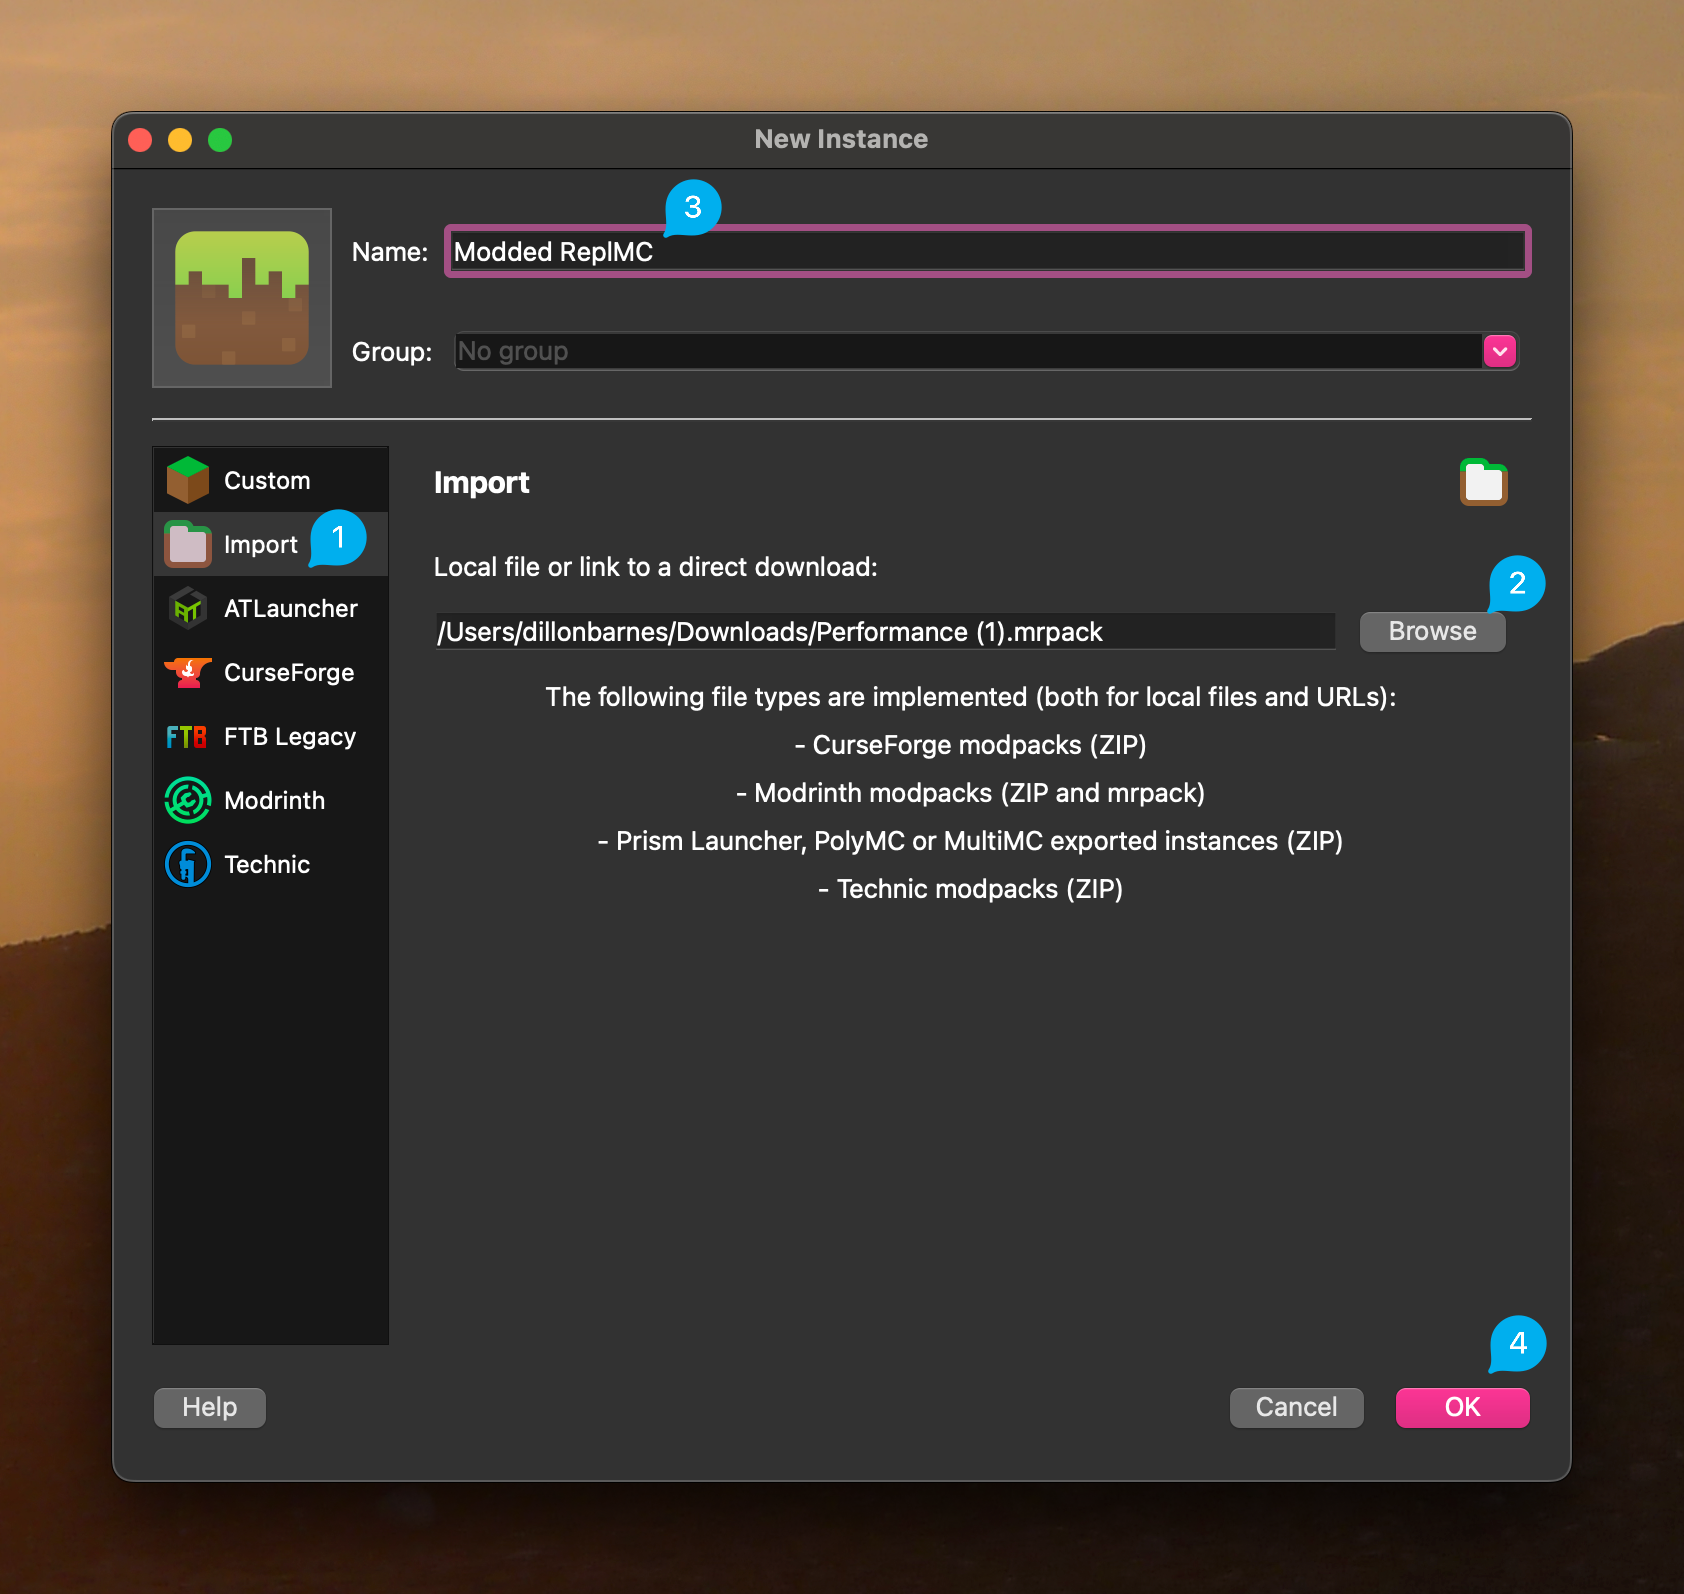 New Instance
3
Name: Modded ReplMC
Group: No group
Custom
Import 1
ATLauncher
CurseForge
FTB FTB Legacy
Modrinth
Technic
Import
Local file or link to a direct download:
2
/Users/dillonbarnes/Downloads/Performance (1).mrpack Browse
The following file types are implemented (both for local files and URLs):
- CurseForge modpacks (ZIP)
- Modrinth modpacks (ZIP and mrpack)
- Prism Launcher, PolyMC or MultiMC exported instances (ZIP)
- Technic modpacks (ZIP)
4
Help Cancel OK